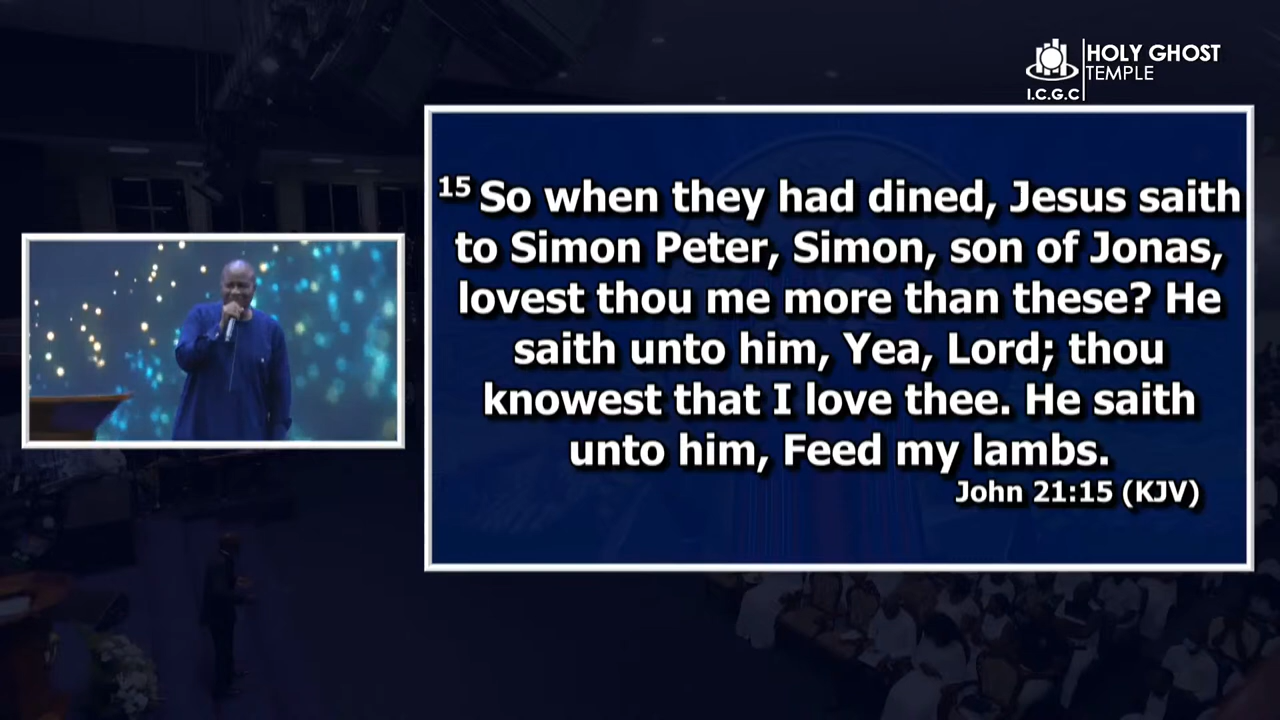 HOLY GHOST
TEMPLE
I.C.G.C
15 So when they had dined, Jesus saith
to Simon Peter, Simon, son of Jonas,
lovest thou me more than these? He
saith unto him, Yea, Lord; thou
knowest that I love thee. He saith
unto him, Feed my lambs.
John 21:15 (KJV)